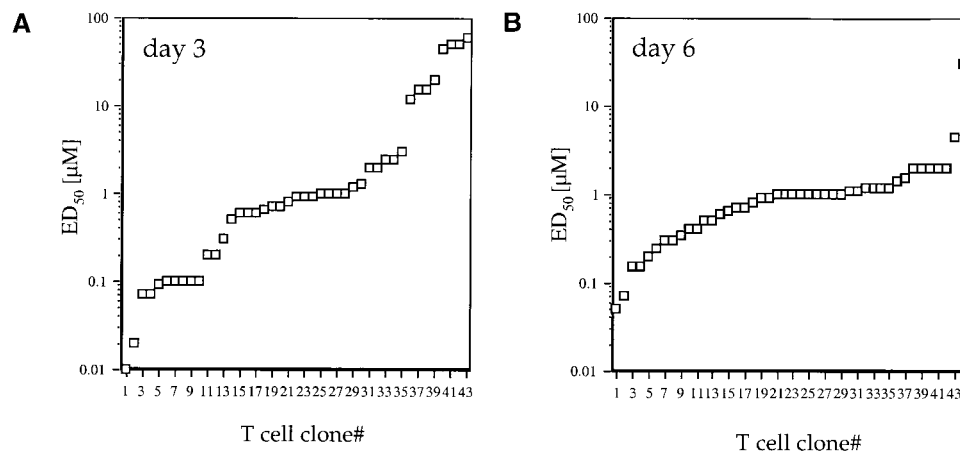 A
day 3
100
10
1
0.1
0.01
ED50 [µM]
1 3 5 7 9 11 13 15 17 19 21 23 25 27 29 31 33 35 37 39 41 43
T cell clone#
B
day 6
100
10
1
0.1
0.01
ED50 [µM]
1 3 5 7 9 11 13 15 17 19 21 23 25 27 29 31 33 35 37 39 41 43
T cell clone#